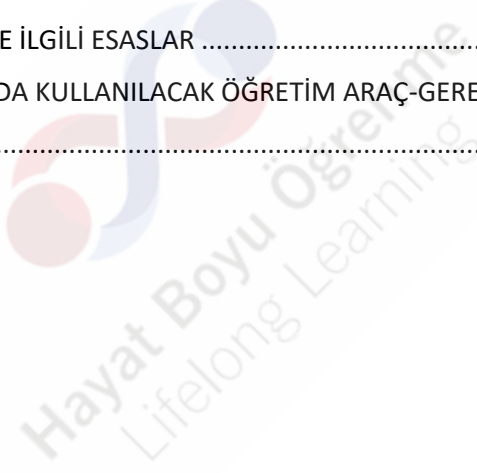 E İLGİLİ ESASLAR ............................................
DA KULLANILACAK ÖĞRETİM ARAÇ-GERE
................................................................................
Hayat Boyu Öğrenme
Lifelong Learning